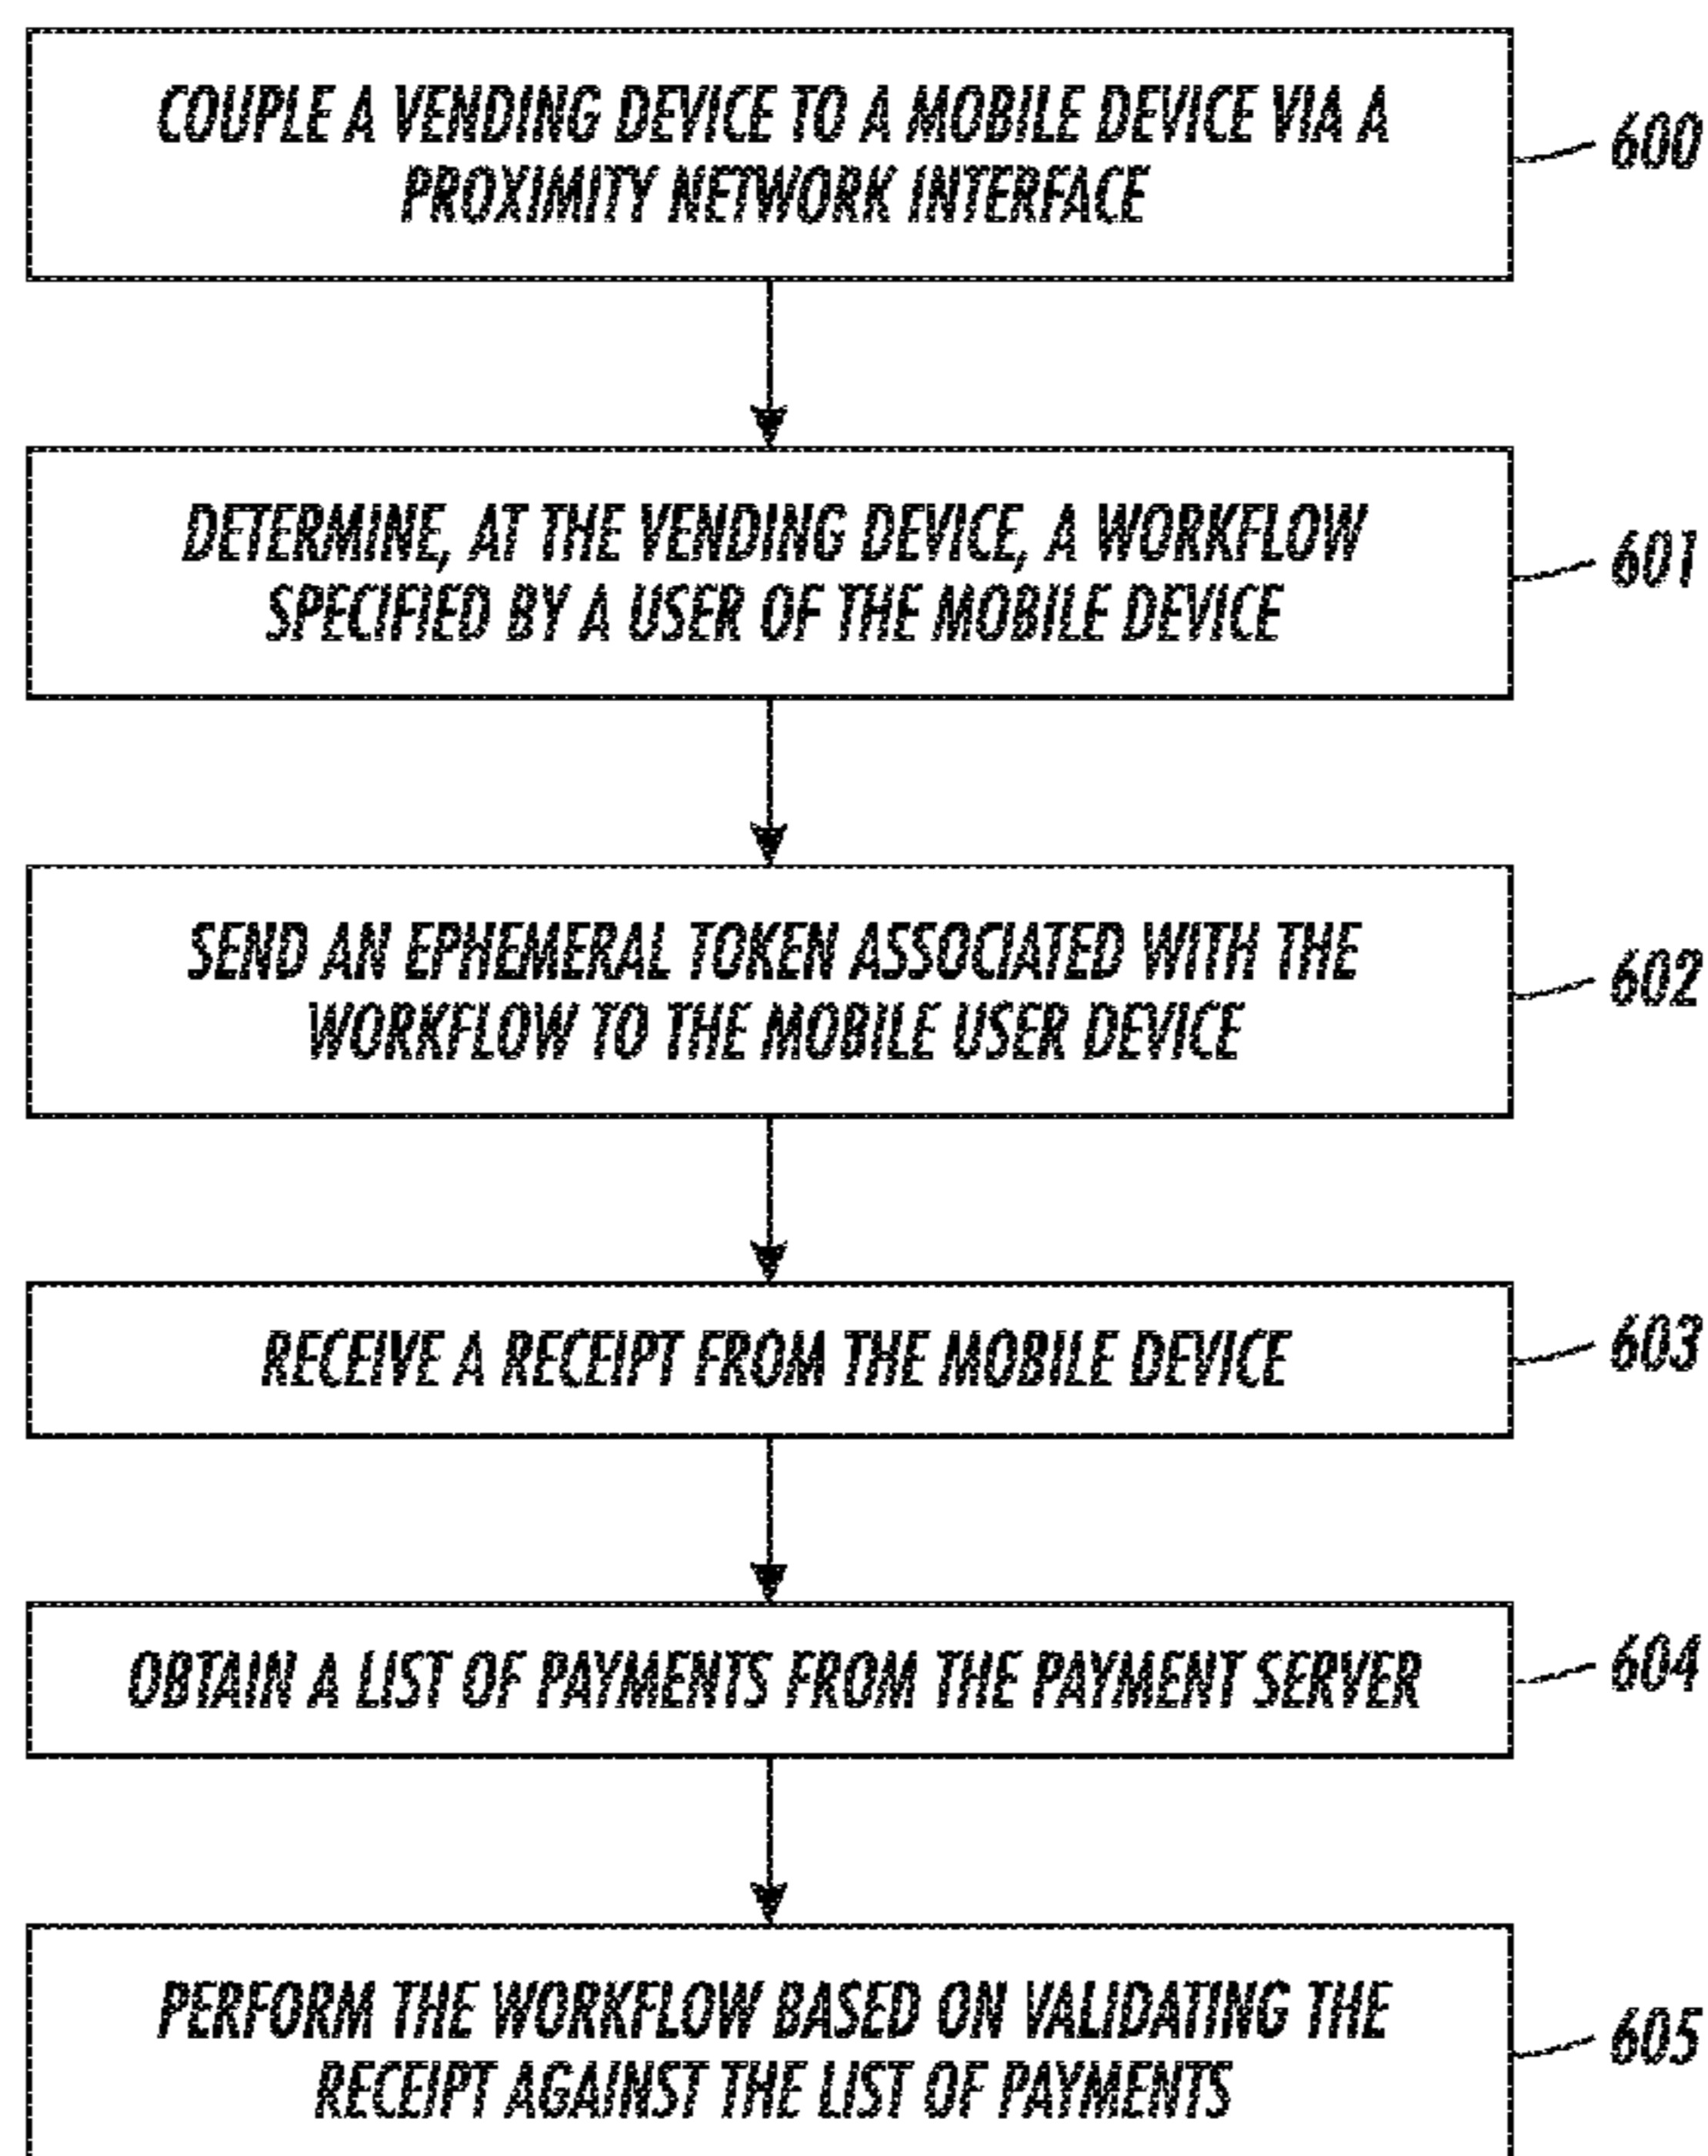 COUPLE A VENDING DEVICE TO A MOBILE DEVICE VIA A
PROXIMITY NETWORK INTERFACE
600
DETERMINE, AT THE VENDING DEVICE, A WORKFLOW
SPECIFIED BY A USER OF THE MOBILE DEVICE
601
SEND AN EPHEMERAL TOKEN ASSOCIATED WITH THE
WORKFLOW TO THE MOBILE USER DEVICE
602
RECEIVE A RECEIPT FROM THE MOBILE DEVICE
603
OBTAIN A LIST OF PAYMENTS FROM THE PAYMENT SERVER
604
PERFORM THE WORKFLOW BASED ON VALIDATING THE
RECEIPT AGAINST THE LIST OF PAYMENTS
605